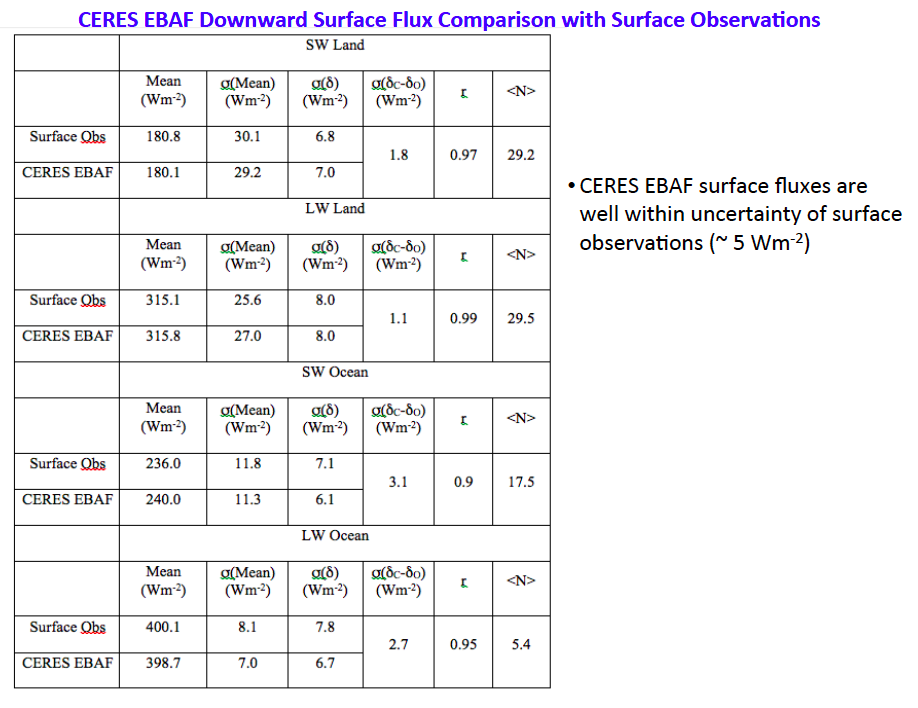 CERES EBAF Downward Surface Flux Comparison with Surface Observations
SW Land
Mean (Wm⁻²) σ(Mean) (Wm⁻²) σ(δ) (Wm⁻²) σ(δc-δo) (Wm⁻²) r <N>
Surface Obs 180.8 30.1 6.8
1.8 0.97 29.2
CERES EBAF 180.1 29.2 7.0
LW Land
Mean (Wm⁻²) σ(Mean) (Wm⁻²) σ(δ) (Wm⁻²) σ(δc-δo) (Wm⁻²) r <N>
Surface Obs 315.1 25.6 8.0
1.1 0.99 29.5
CERES EBAF 315.8 27.0 8.0
SW Ocean
Mean (Wm⁻²) σ(Mean) (Wm⁻²) σ(δ) (Wm⁻²) σ(δc-δo) (Wm⁻²) r <N>
Surface Obs 236.0 11.8 7.1
3.1 0.9 17.5
CERES EBAF 240.0 11.3 6.1
LW Ocean
Mean (Wm⁻²) σ(Mean) (Wm⁻²) σ(δ) (Wm⁻²) σ(δc-δo) (Wm⁻²) r <N>
Surface Obs 400.1 8.1 7.8
2.7 0.95 5.4
CERES EBAF 398.7 7.0 6.7
• CERES EBAF surface fluxes are
well within uncertainty of surface
observations (~ 5 Wm⁻²)